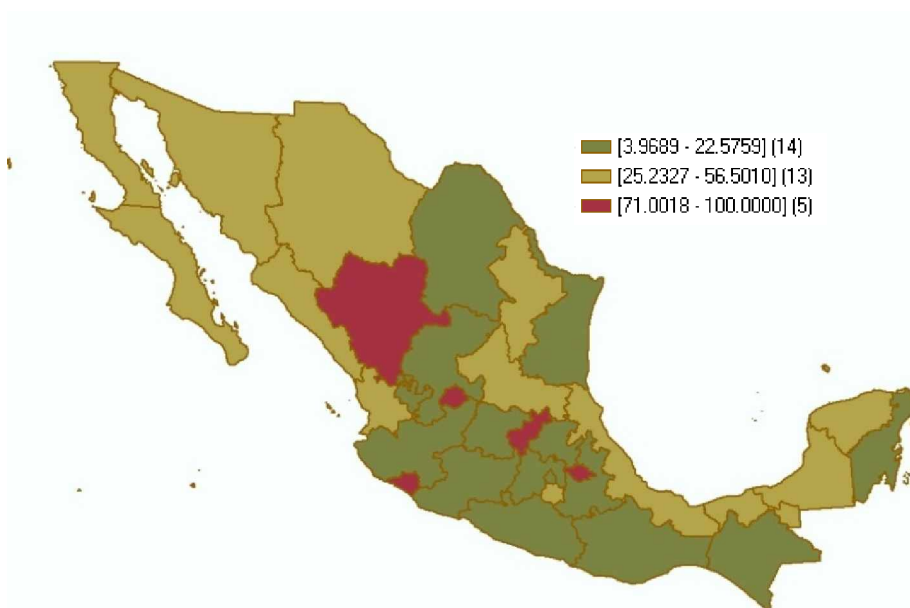 [3.9689 - 22.5759] (14)
[25.2327 - 56.5010] (13)
[71.0018 - 100.0000] (5)